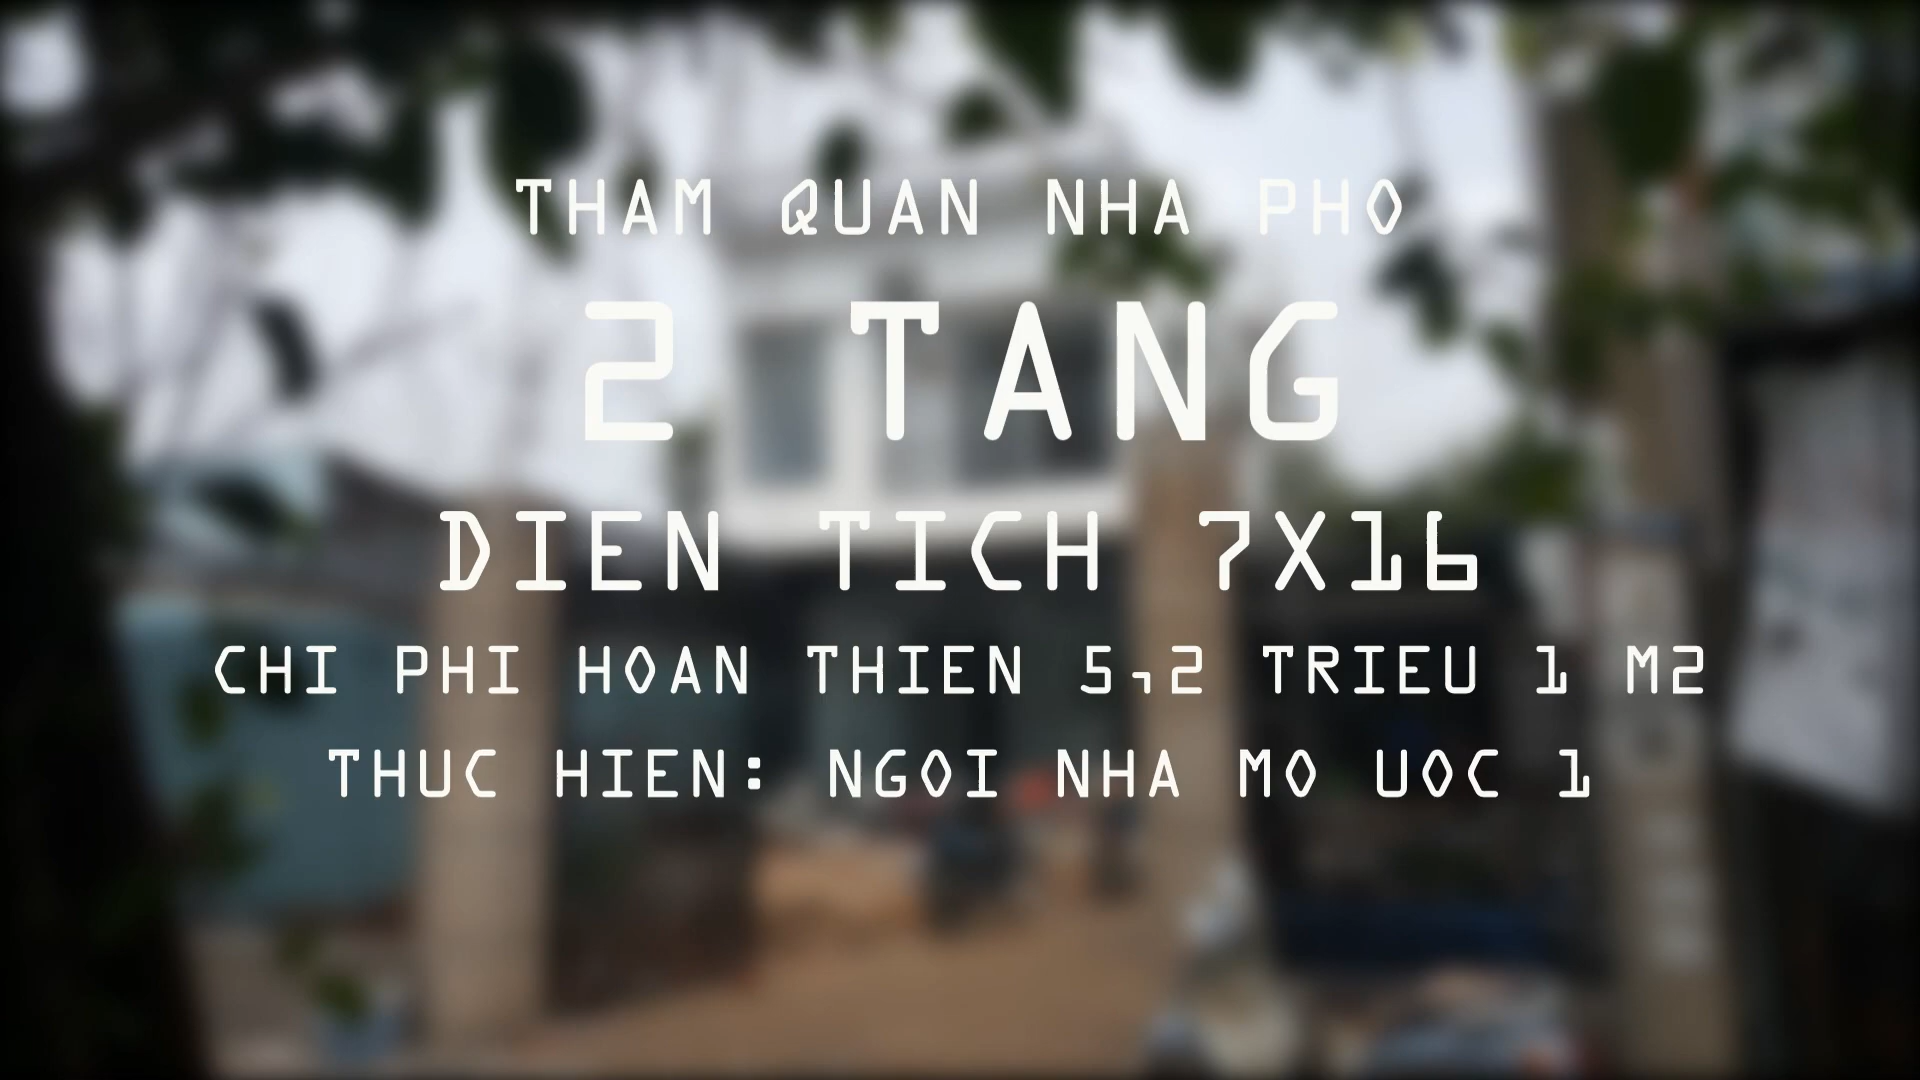 THAM QUAN NHA PHO
2 TANG
DIEN TICH 7X16
CHI PHI HOAN THIEN 5,2 TRIEU 1 M2
THUC HIEN: NGOI NHA MO UOC 1